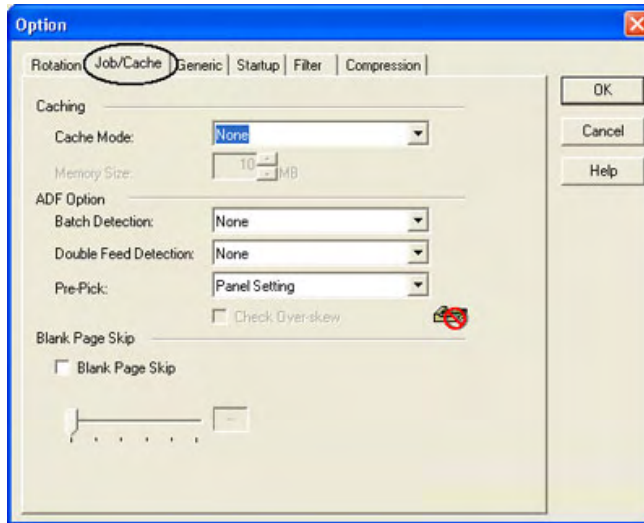 Option
Rotation Job/Cache Generic Startup Filter Compression
OK
Cancel
Help
Caching
Cache Mode: None
Memory Size: 10 MB
ADF Option
Batch Detection: None
Double Feed Detection: None
Pre-Pick: Panel Setting
Check Over-skew
Blank Page Skip
Blank Page Skip
--